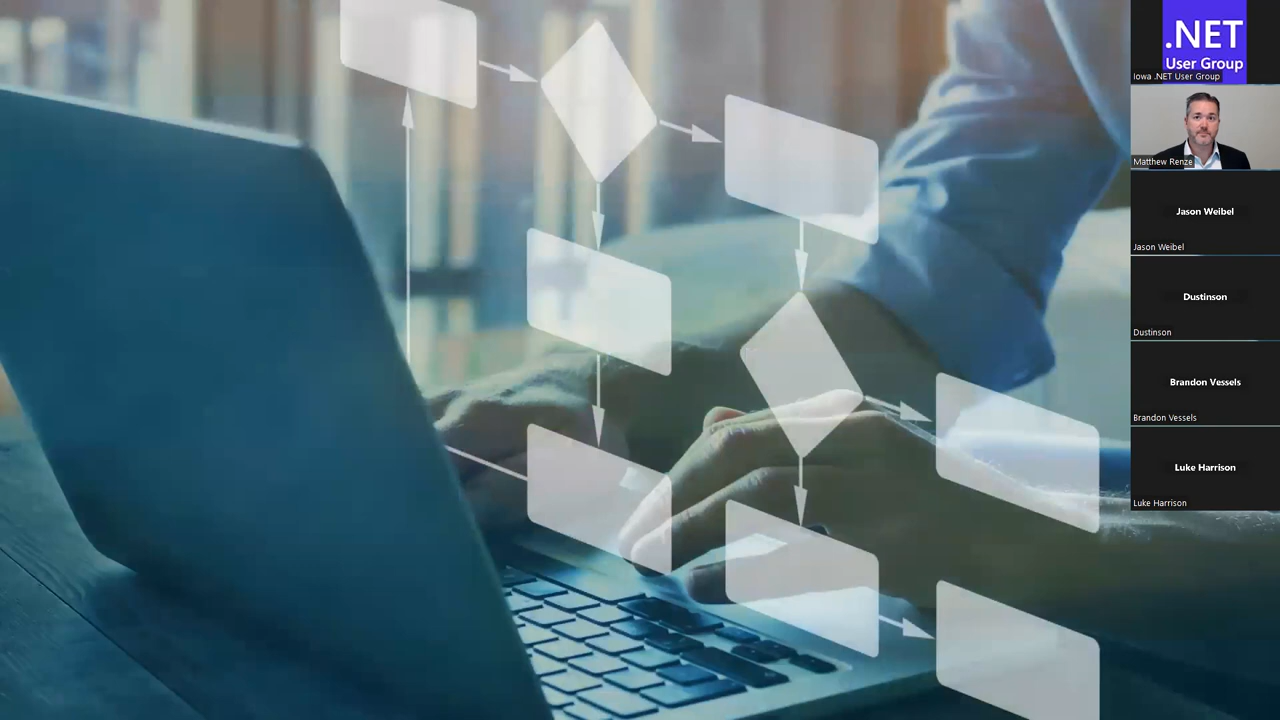 .NET
User Group
Iowa .NET User Group
Matthew Renze
Jason Weibel
Jason Weibel
Dustinson
Dustinson
Brandon Vessels
Brandon Vessels
Luke Harrison
Luke Harrison